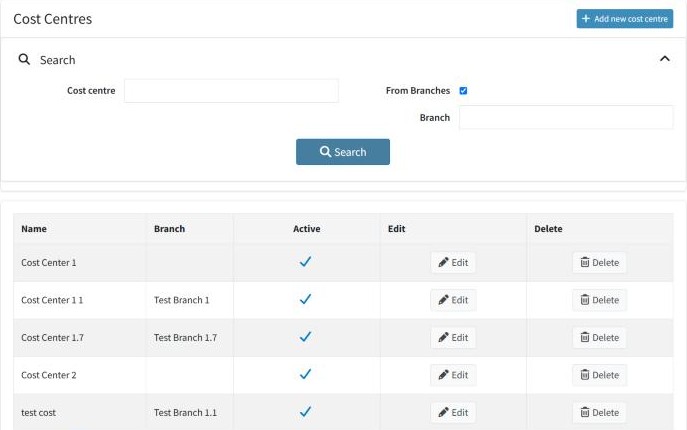 Cost Centres
+ Add new cost centre
Search
Cost centre
From Branches
Branch
Search
Name Branch Active Edit Delete
Cost Center 1 Edit Delete
Cost Center 1 1 Test Branch 1 Edit Delete
Cost Center 1.7 Test Branch 1.7 Edit Delete
Cost Center 2 Edit Delete
test cost Test Branch 1.1 Edit Delete